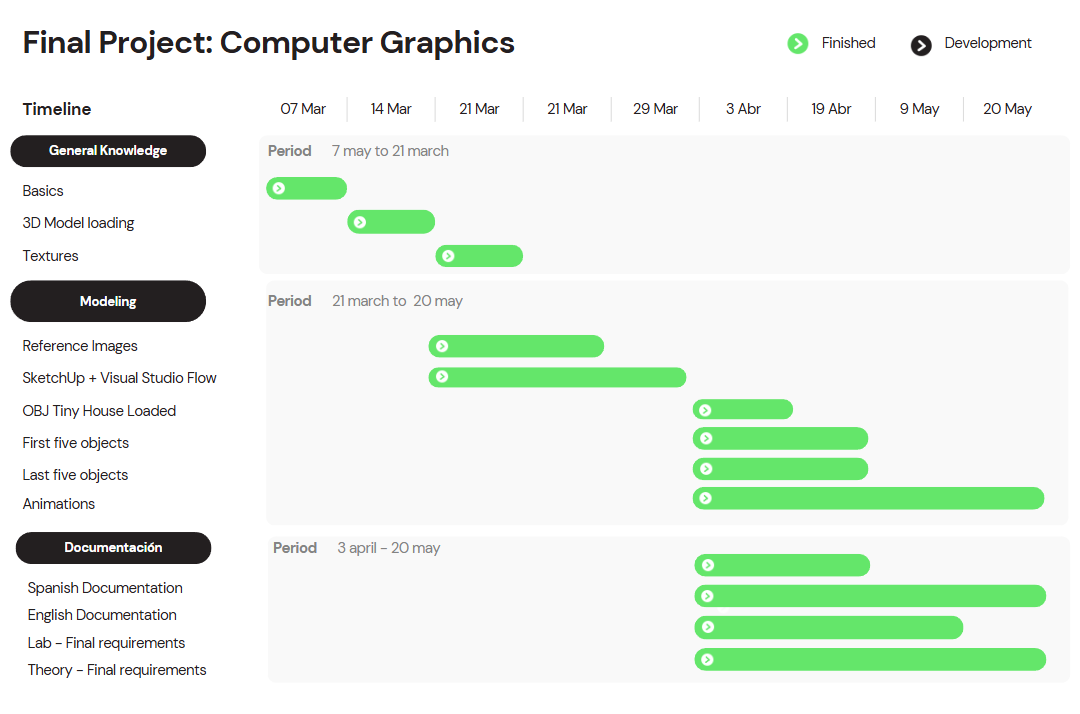 Final Project: Computer Graphics
Finished
Development
Timeline
07 Mar
14 Mar
21 Mar
21 Mar
29 Mar
3 Abr
19 Abr
9 May
20 May
General Knowledge
Period 7 may to 21 march
Basics
3D Model loading
Textures
Modeling
Period 21 march to 20 may
Reference Images
SketchUp + Visual Studio Flow
OBJ Tiny House Loaded
First five objects
Last five objects
Animations
Documentación
Period 3 april - 20 may
Spanish Documentation
English Documentation
Lab - Final requirements
Theory - Final requirements